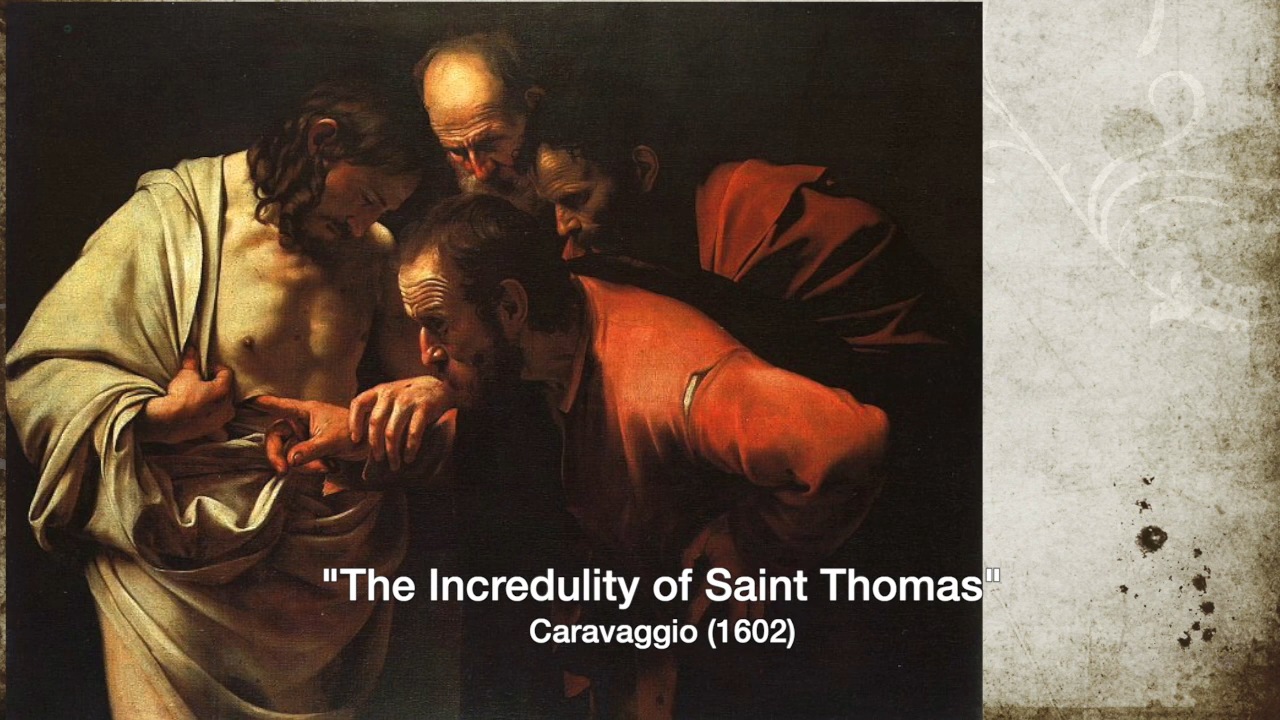 "The Incredulity of Saint Thomas"
Caravaggio (1602)